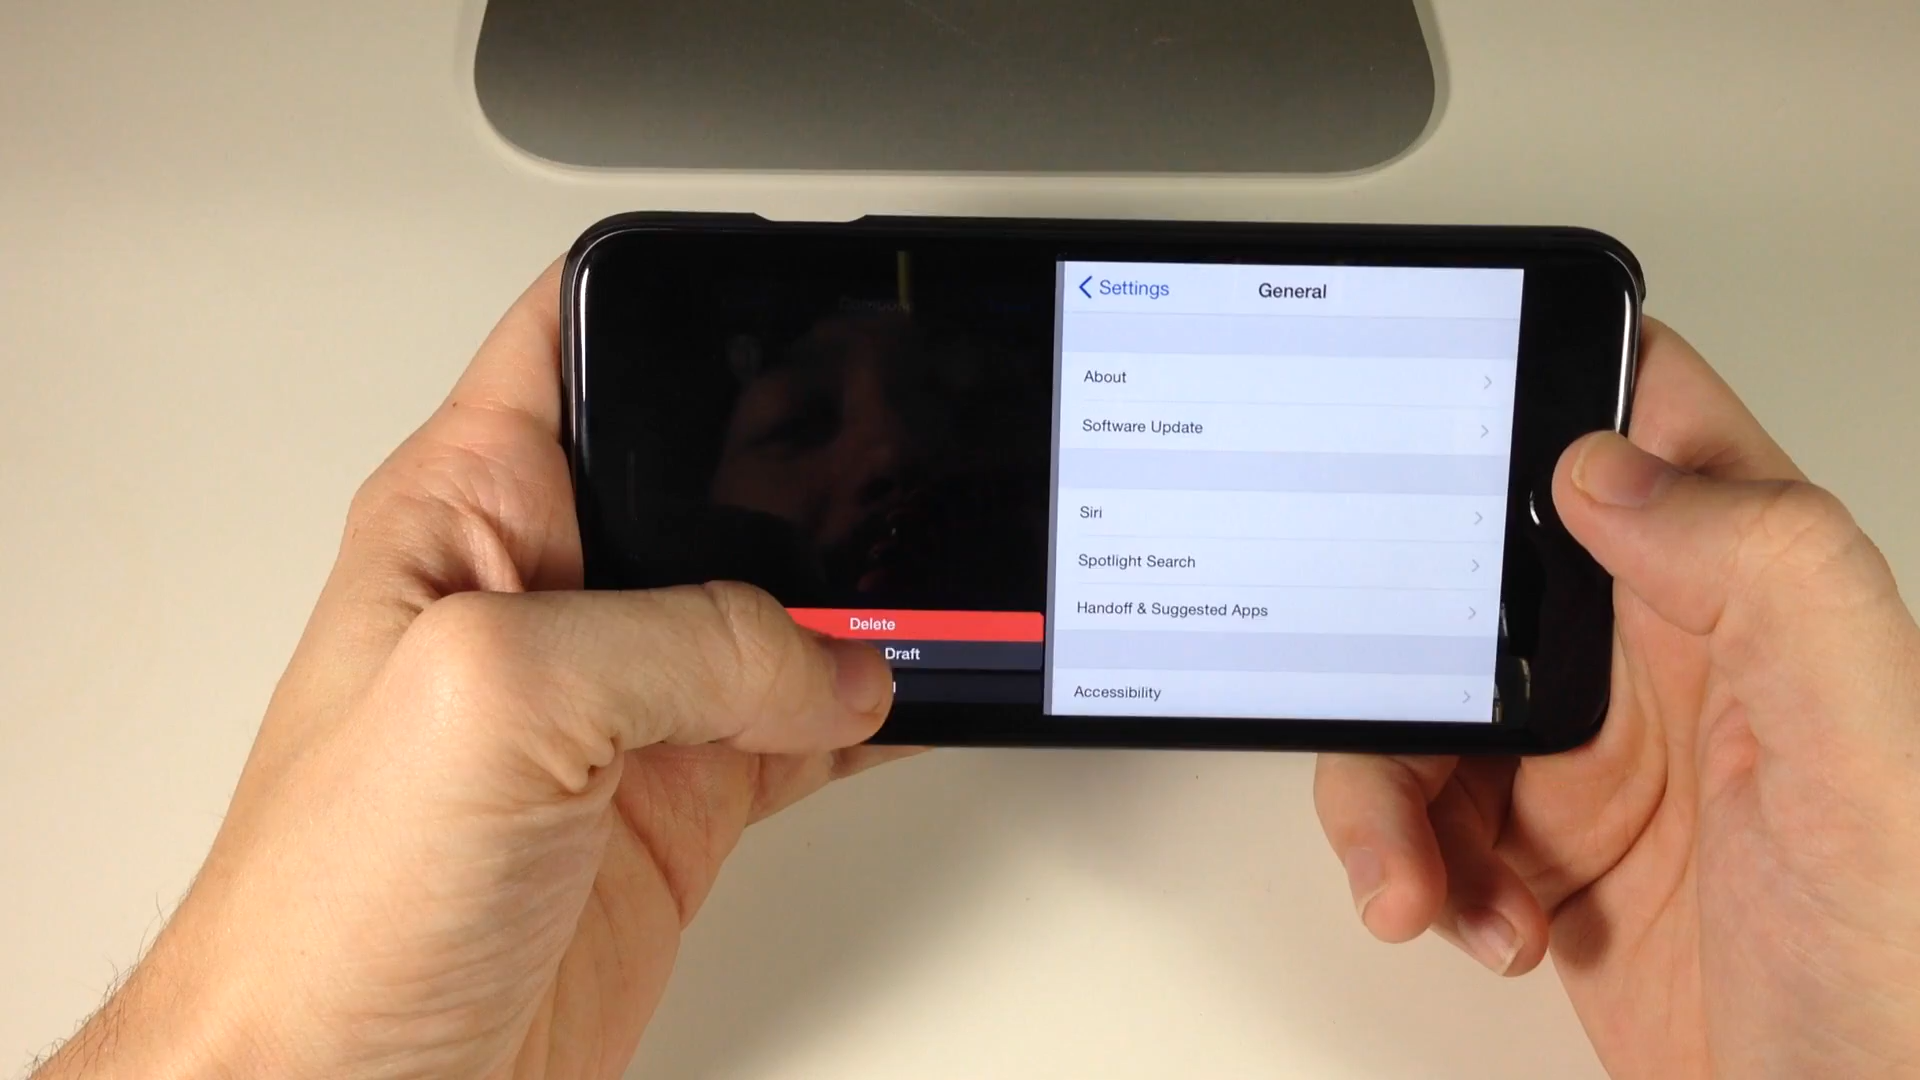 Settings
General
About
Software Update
Siri
Spotlight Search
Handoff & Suggested Apps
Accessibility
Delete
Draft